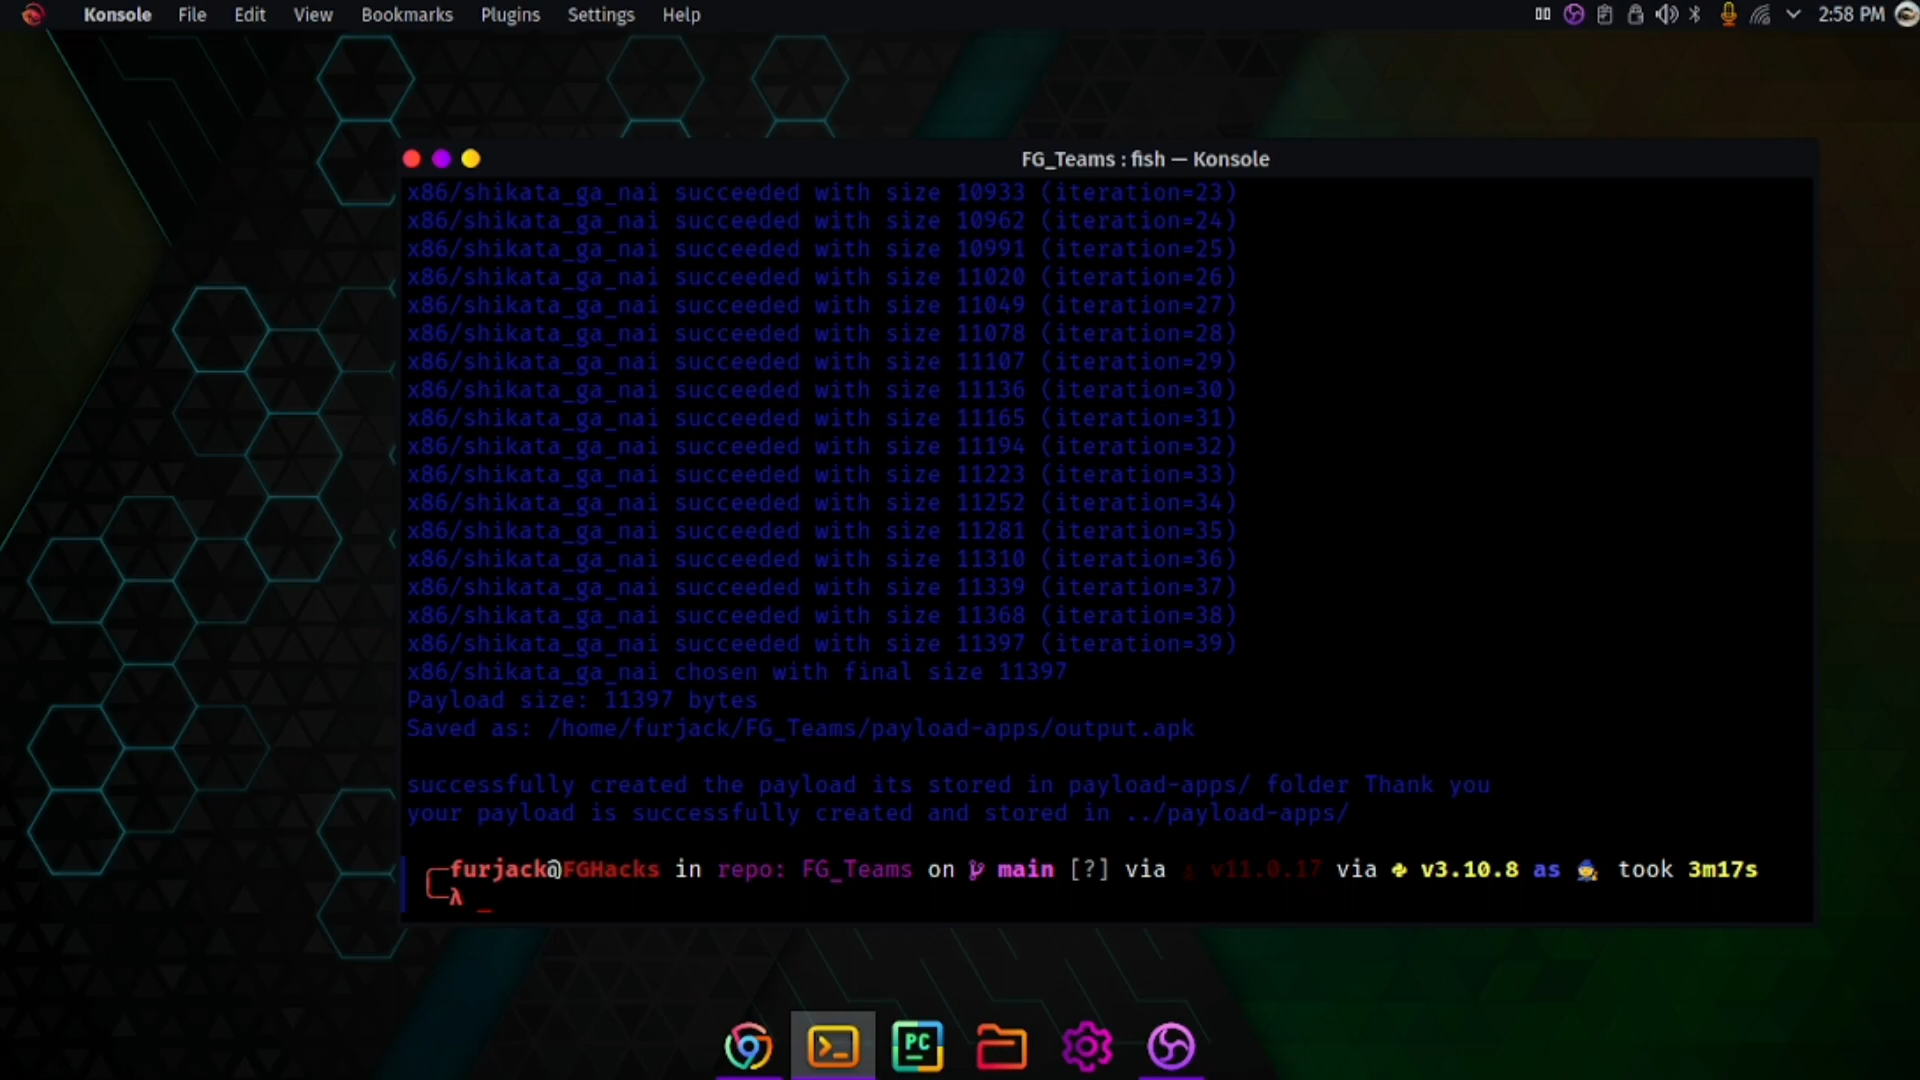 Konsole File Edit View Bookmarks Plugins Settings Help 2:58 PM
FG_Teams : fish — Konsole
x86/shikata_ga_nai succeeded with size 10933 (iteration=23)
x86/shikata_ga_nai succeeded with size 10962 (iteration=24)
x86/shikata_ga_nai succeeded with size 10991 (iteration=25)
x86/shikata_ga_nai succeeded with size 11020 (iteration=26)
x86/shikata_ga_nai succeeded with size 11049 (iteration=27)
x86/shikata_ga_nai succeeded with size 11078 (iteration=28)
x86/shikata_ga_nai succeeded with size 11107 (iteration=29)
x86/shikata_ga_nai succeeded with size 11136 (iteration=30)
x86/shikata_ga_nai succeeded with size 11165 (iteration=31)
x86/shikata_ga_nai succeeded with size 11194 (iteration=32)
x86/shikata_ga_nai succeeded with size 11223 (iteration=33)
x86/shikata_ga_nai succeeded with size 11252 (iteration=34)
x86/shikata_ga_nai succeeded with size 11281 (iteration=35)
x86/shikata_ga_nai succeeded with size 11310 (iteration=36)
x86/shikata_ga_nai succeeded with size 11339 (iteration=37)
x86/shikata_ga_nai succeeded with size 11368 (iteration=38)
x86/shikata_ga_nai succeeded with size 11397 (iteration=39)
x86/shikata_ga_nai chosen with final size 11397
Payload size: 11397 bytes
Saved as: /home/furjack/FG_Teams/payload-apps/output.apk
successfully created the payload its stored in payload-apps/ folder Thank you
your payload is successfully created and stored in ../payload-apps/
furjack@FGHacks in repo: FG_Teams on main [?] via v11.0.17 via v3.10.8 as took 3m17s
λ _
PC